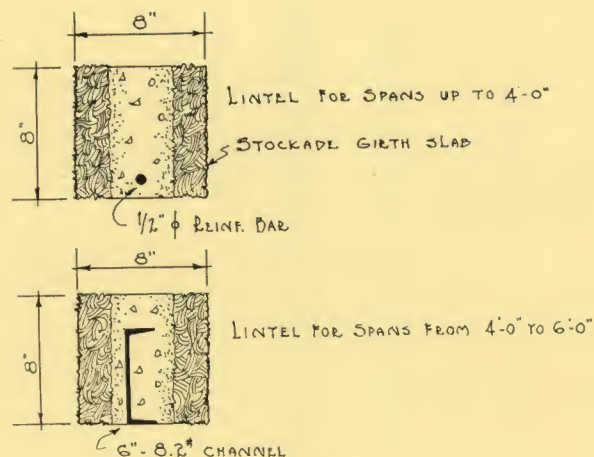 8"
8"
LINTEL FOR SPANS UP TO 4'-0"
STOCKADE GIRTH SLAB
1/2" ϕ REINF. BAR
8"
8"
LINTEL FOR SPANS FROM 4'-0" TO 6'-0"
6" - 8.2# CHANNEL